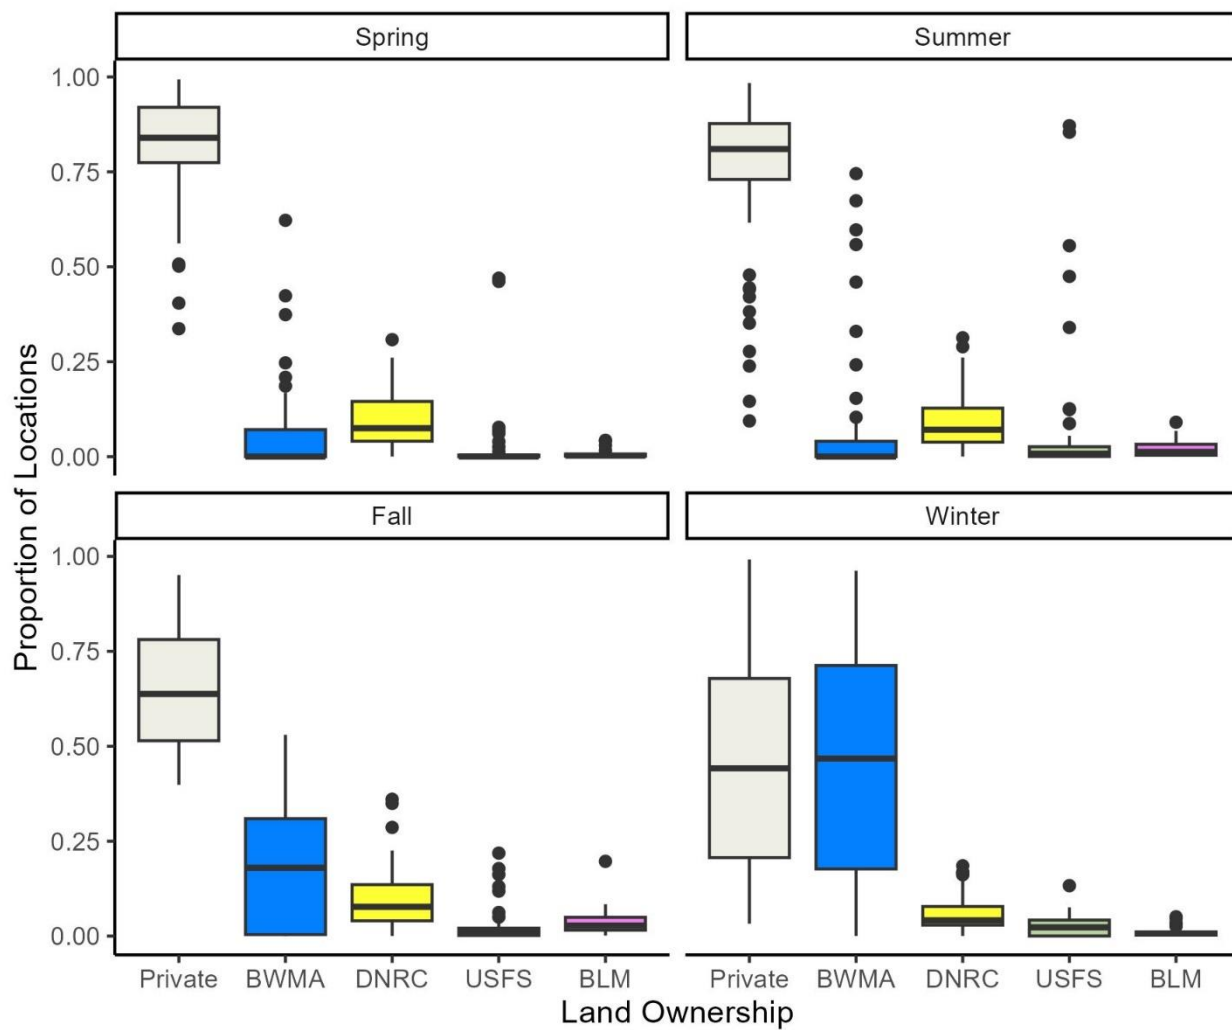 Spring
Summer
1.00
0.75
0.50
0.25
0.00
Fall
Winter
1.00
0.75
0.50
0.25
0.00
Proportion of Locations
Private BWMA DNRC USFS BLM
Private BWMA DNRC USFS BLM
Land Ownership